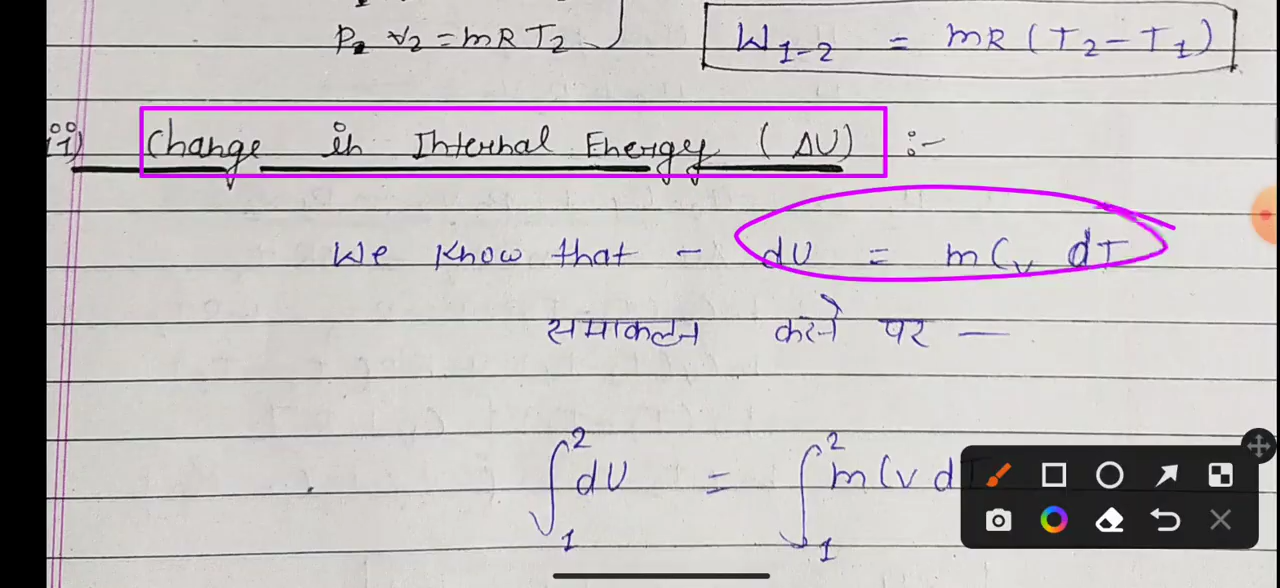 P₂ V₂ = mRT₂
W₁₋₂ = mR (T₂-T₁)
ii) Change in Internal Energy (ΔU) :-
We know that - dU = mCv dT
समाकलन करने पर —
∫₁² dU = ∫₁² mCv dT